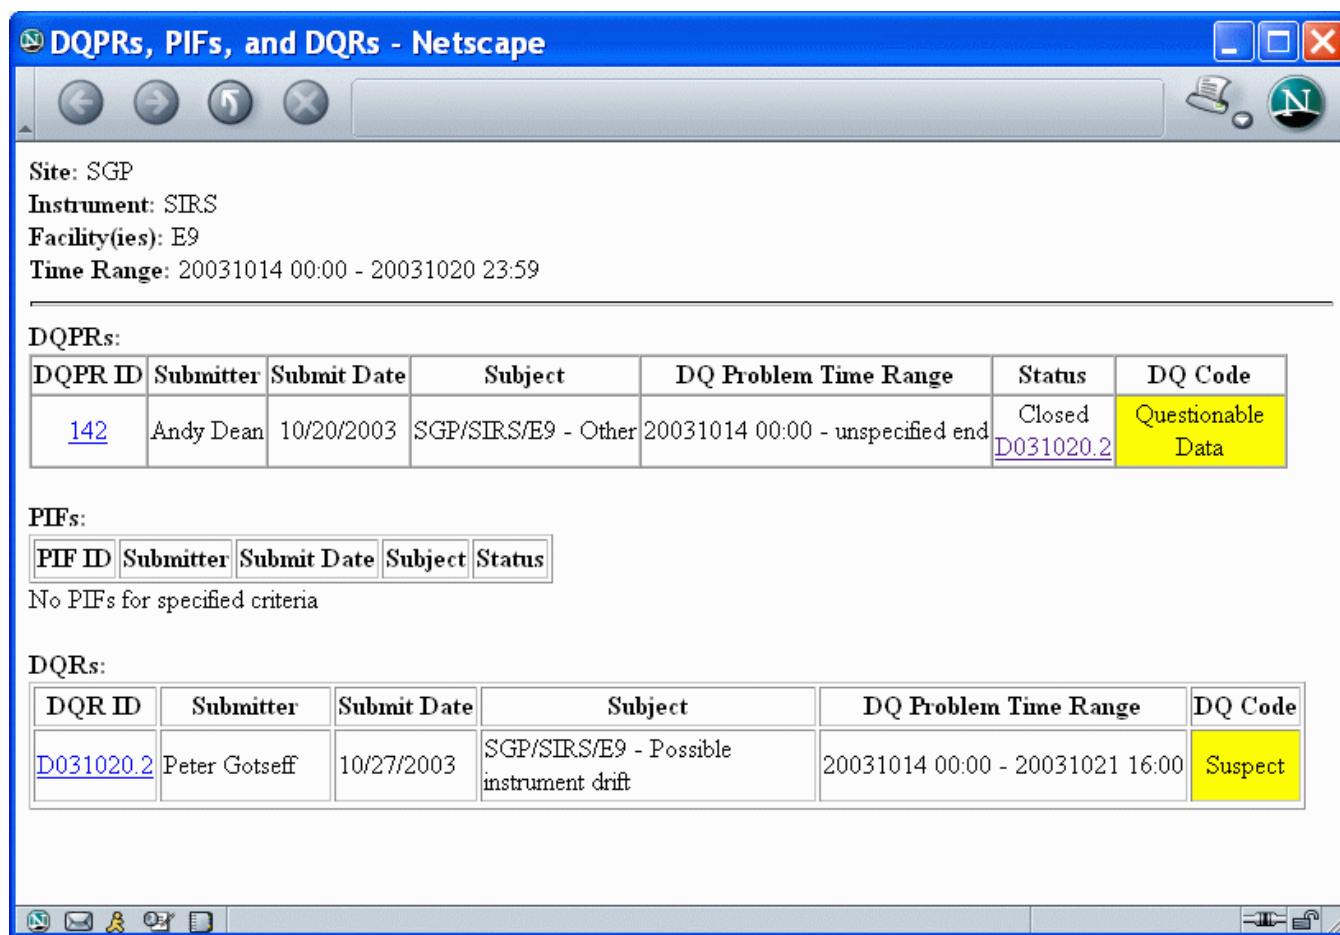 DQPRs, PIFs, and DQRs - Netscape
N
Site: SGP
Instrument: SIRS
Facility(ies): E9
Time Range: 20031014 00:00 - 20031020 23:59
DQPRs:
DQPR ID Submitter Submit Date Subject DQ Problem Time Range Status DQ Code
142 Andy Dean 10/20/2003 SGP/SIRS/E9 - Other 20031014 00:00 - unspecified end Closed D031020.2 Questionable Data
PIFs:
PIF ID Submitter Submit Date Subject Status
No PIFs for specified criteria
DQRs:
DQR ID Submitter Submit Date Subject DQ Problem Time Range DQ Code
D031020.2 Peter Gotseff 10/27/2003 SGP/SIRS/E9 - Possible instrument drift 20031014 00:00 - 20031021 16:00 Suspect